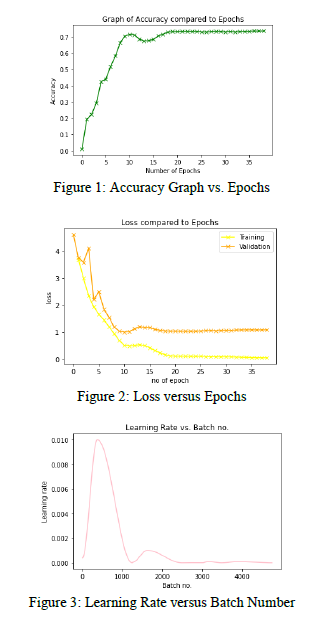 Graph of Accuracy compared to Epochs
Accuracy
0.7
0.6
0.5
0.4
0.3
0.2
0.1
0.0
0 5 10 15 20 25 30 35
Number of Epochs
Figure 1: Accuracy Graph vs. Epochs
Loss compared to Epochs
Training
Validation
loss
4
3
2
1
0
0 5 10 15 20 25 30 35
no of epoch
Figure 2: Loss versus Epochs
Learning Rate vs. Batch no.
Learning rate
0.010
0.008
0.006
0.004
0.002
0.000
0 1000 2000 3000 4000
Batch no.
Figure 3: Learning Rate versus Batch Number